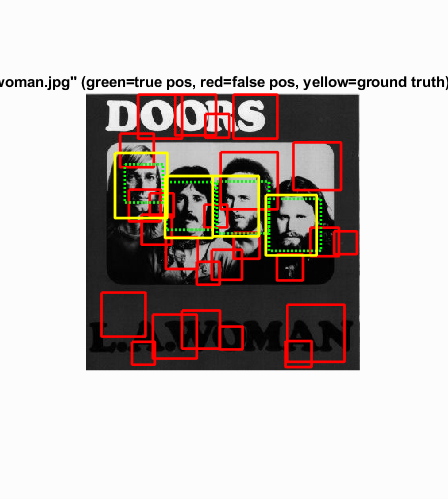 woman.jpg" (green=true pos, red=false pos, yellow=ground truth)
DOORS
L.A.WOMAN